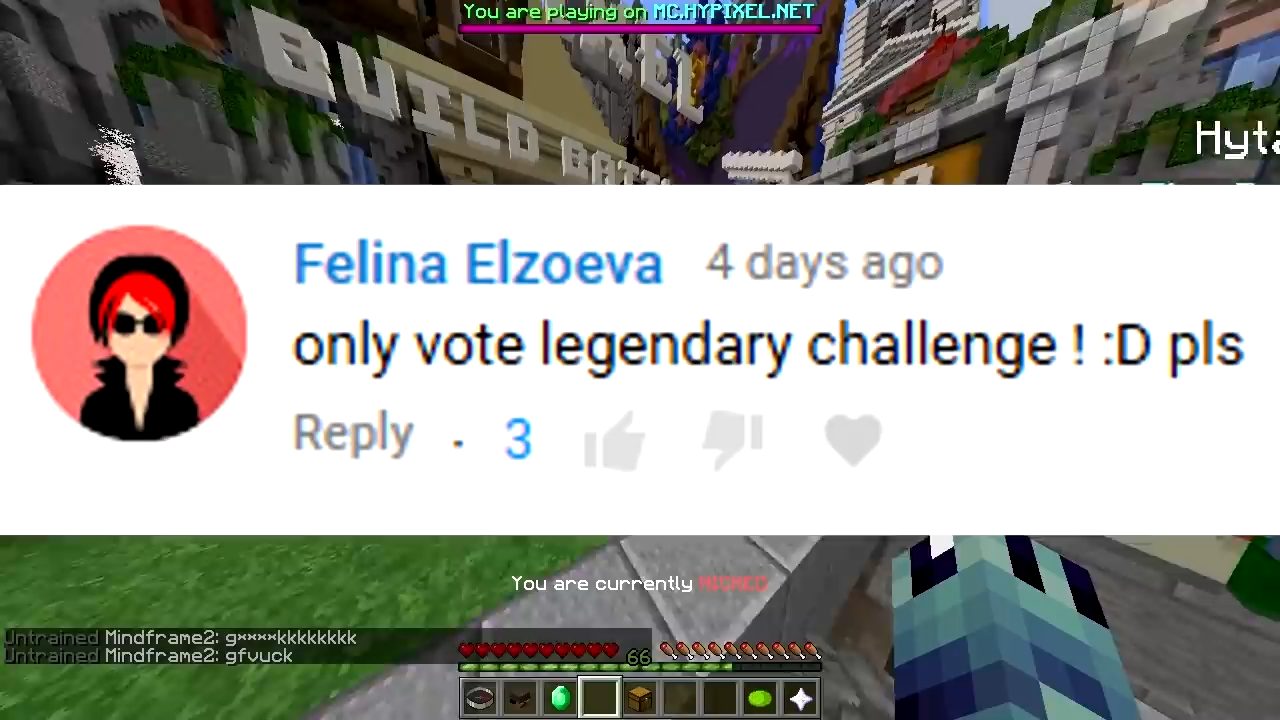 You are playing on MC.HYPIXEL.NET
BUILD BATT
Hyta
Felina Elzoeva 4 days ago
only vote legendary challenge ! :D pls
Reply · 3
You are currently NICKED
Untrained Mindframe2: g××××kkkkkkkk
Untrained Mindframe2: gfvuck
66